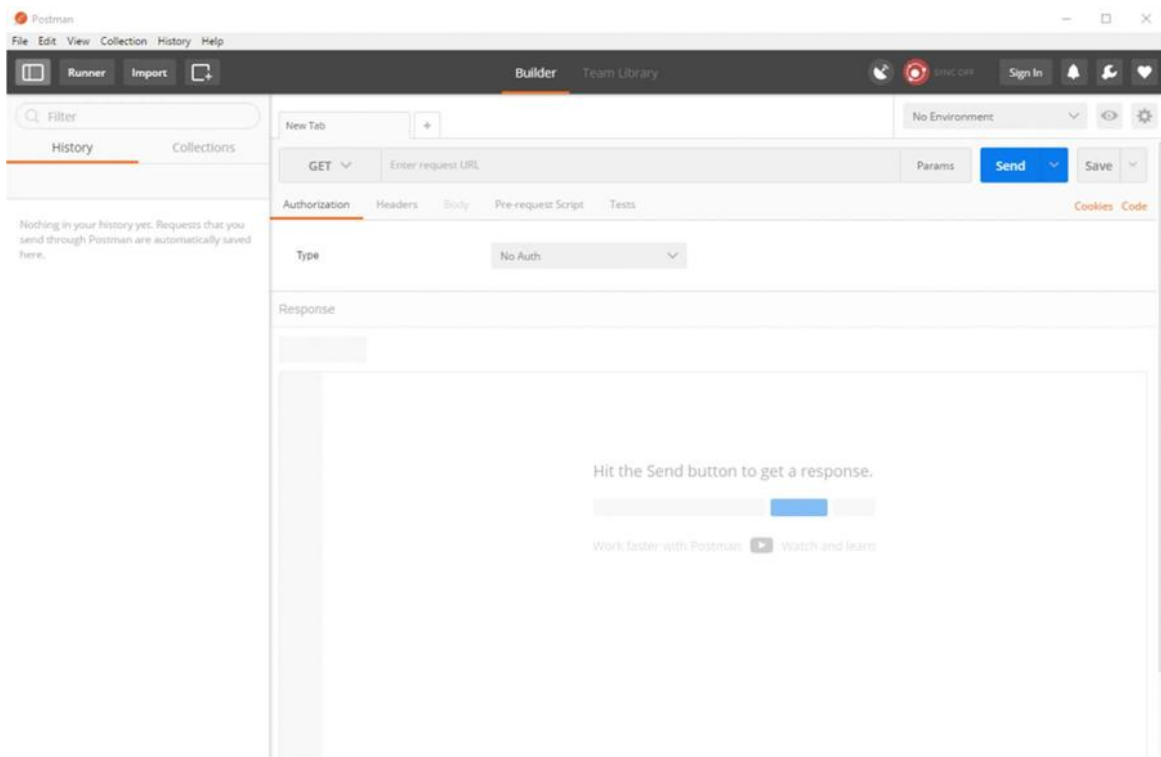 Postman
File Edit View Collection History Help
Runner Import Builder Team Library SYNC OFF Sign In
Filter
New Tab + No Environment
History Collections
GET Enter request URL Params Send Save
Authorization Headers Body Pre-request Script Tests Cookies Code
Nothing in your history yet. Requests that you
send through Postman are automatically saved
here.
Type No Auth
Response
Hit the Send button to get a response.
Work faster with Postman Watch and learn